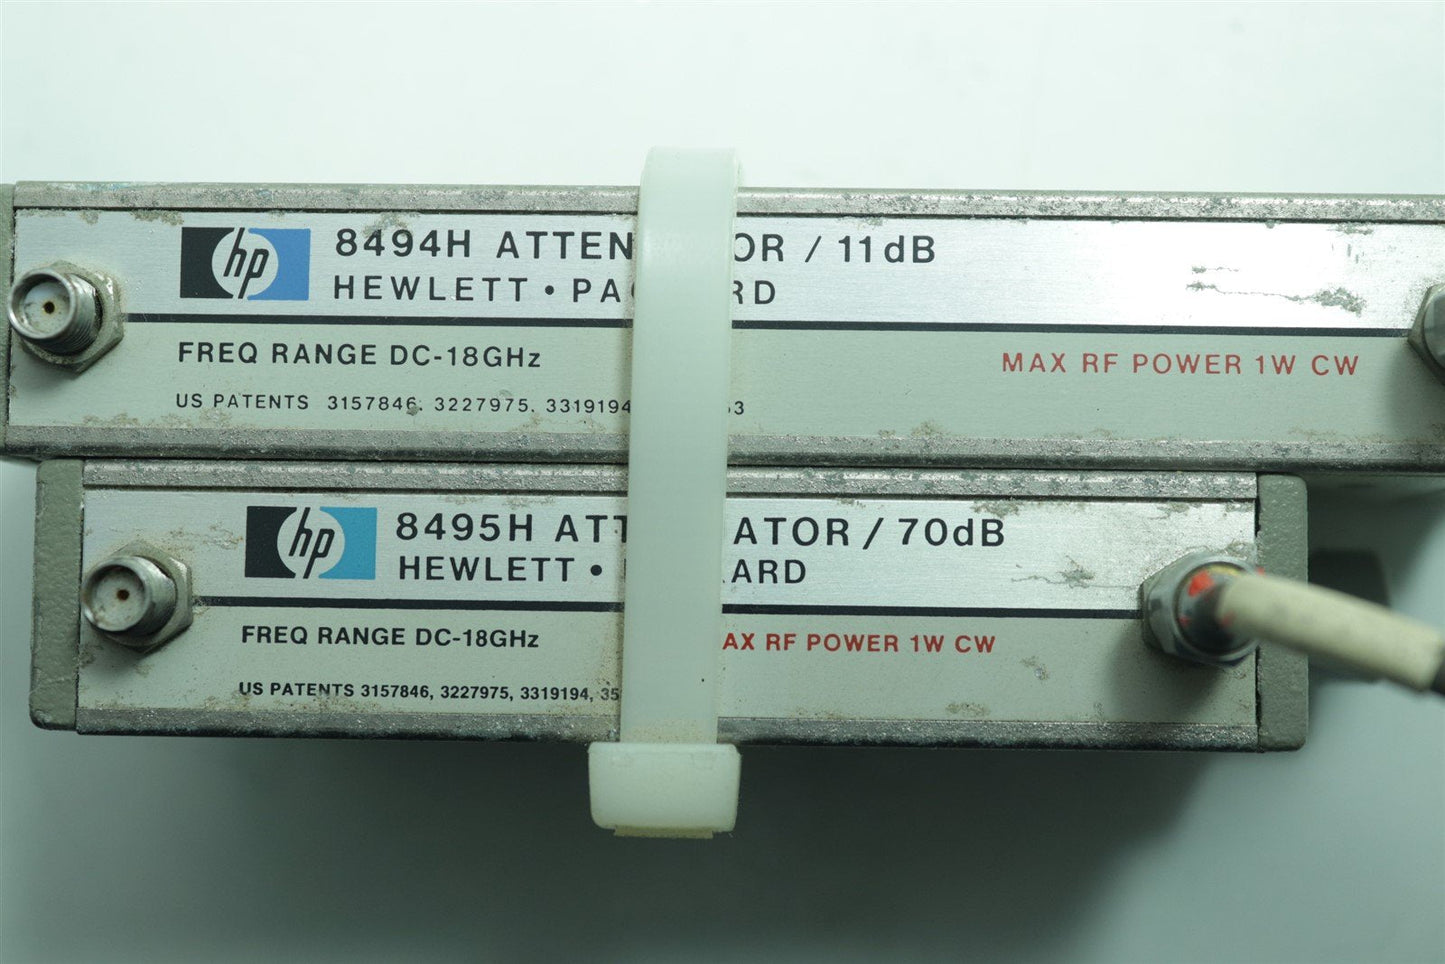 hp
8494H ATTEN OR / 11dB
HEWLETT • PA RD
FREQ RANGE DC-18GHz
MAX RF POWER 1W CW
US PATENTS 3157846, 3227975, 3319194 3
hp
8495H ATT ATOR / 70dB
HEWLETT • ARD
FREQ RANGE DC-18GHz
AX RF POWER 1W CW
US PATENTS 3157846, 3227975, 3319194, 35